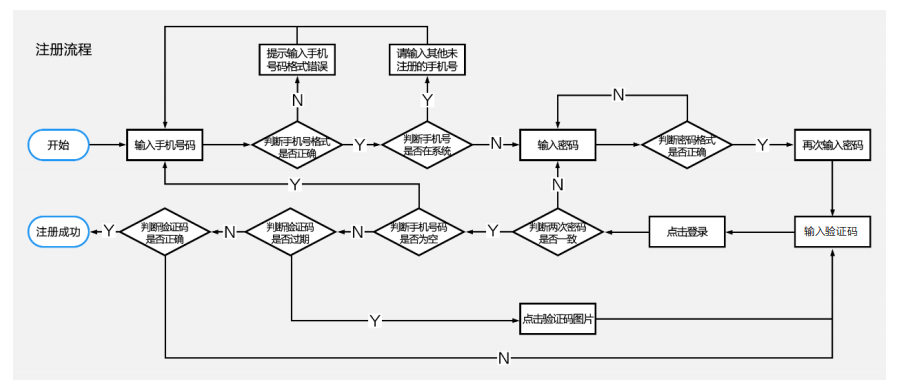 注册流程
提示输入手机
号码格式错误
请输入其他未
注册的手机号
N
Y
N
开始
输入手机号码
判断手机号格式
是否正确
Y
判断手机号
是否在系统
N
输入密码
判断密码格式
是否正确
Y
再次输入密码
Y
N
注册成功
Y
判断验证码
是否正确
N
判断验证码
是否过期
N
判断手机号码
是否为空
Y
判断两次密码
是否一致
点击登录
输入验证码
Y
点击验证码图片
N